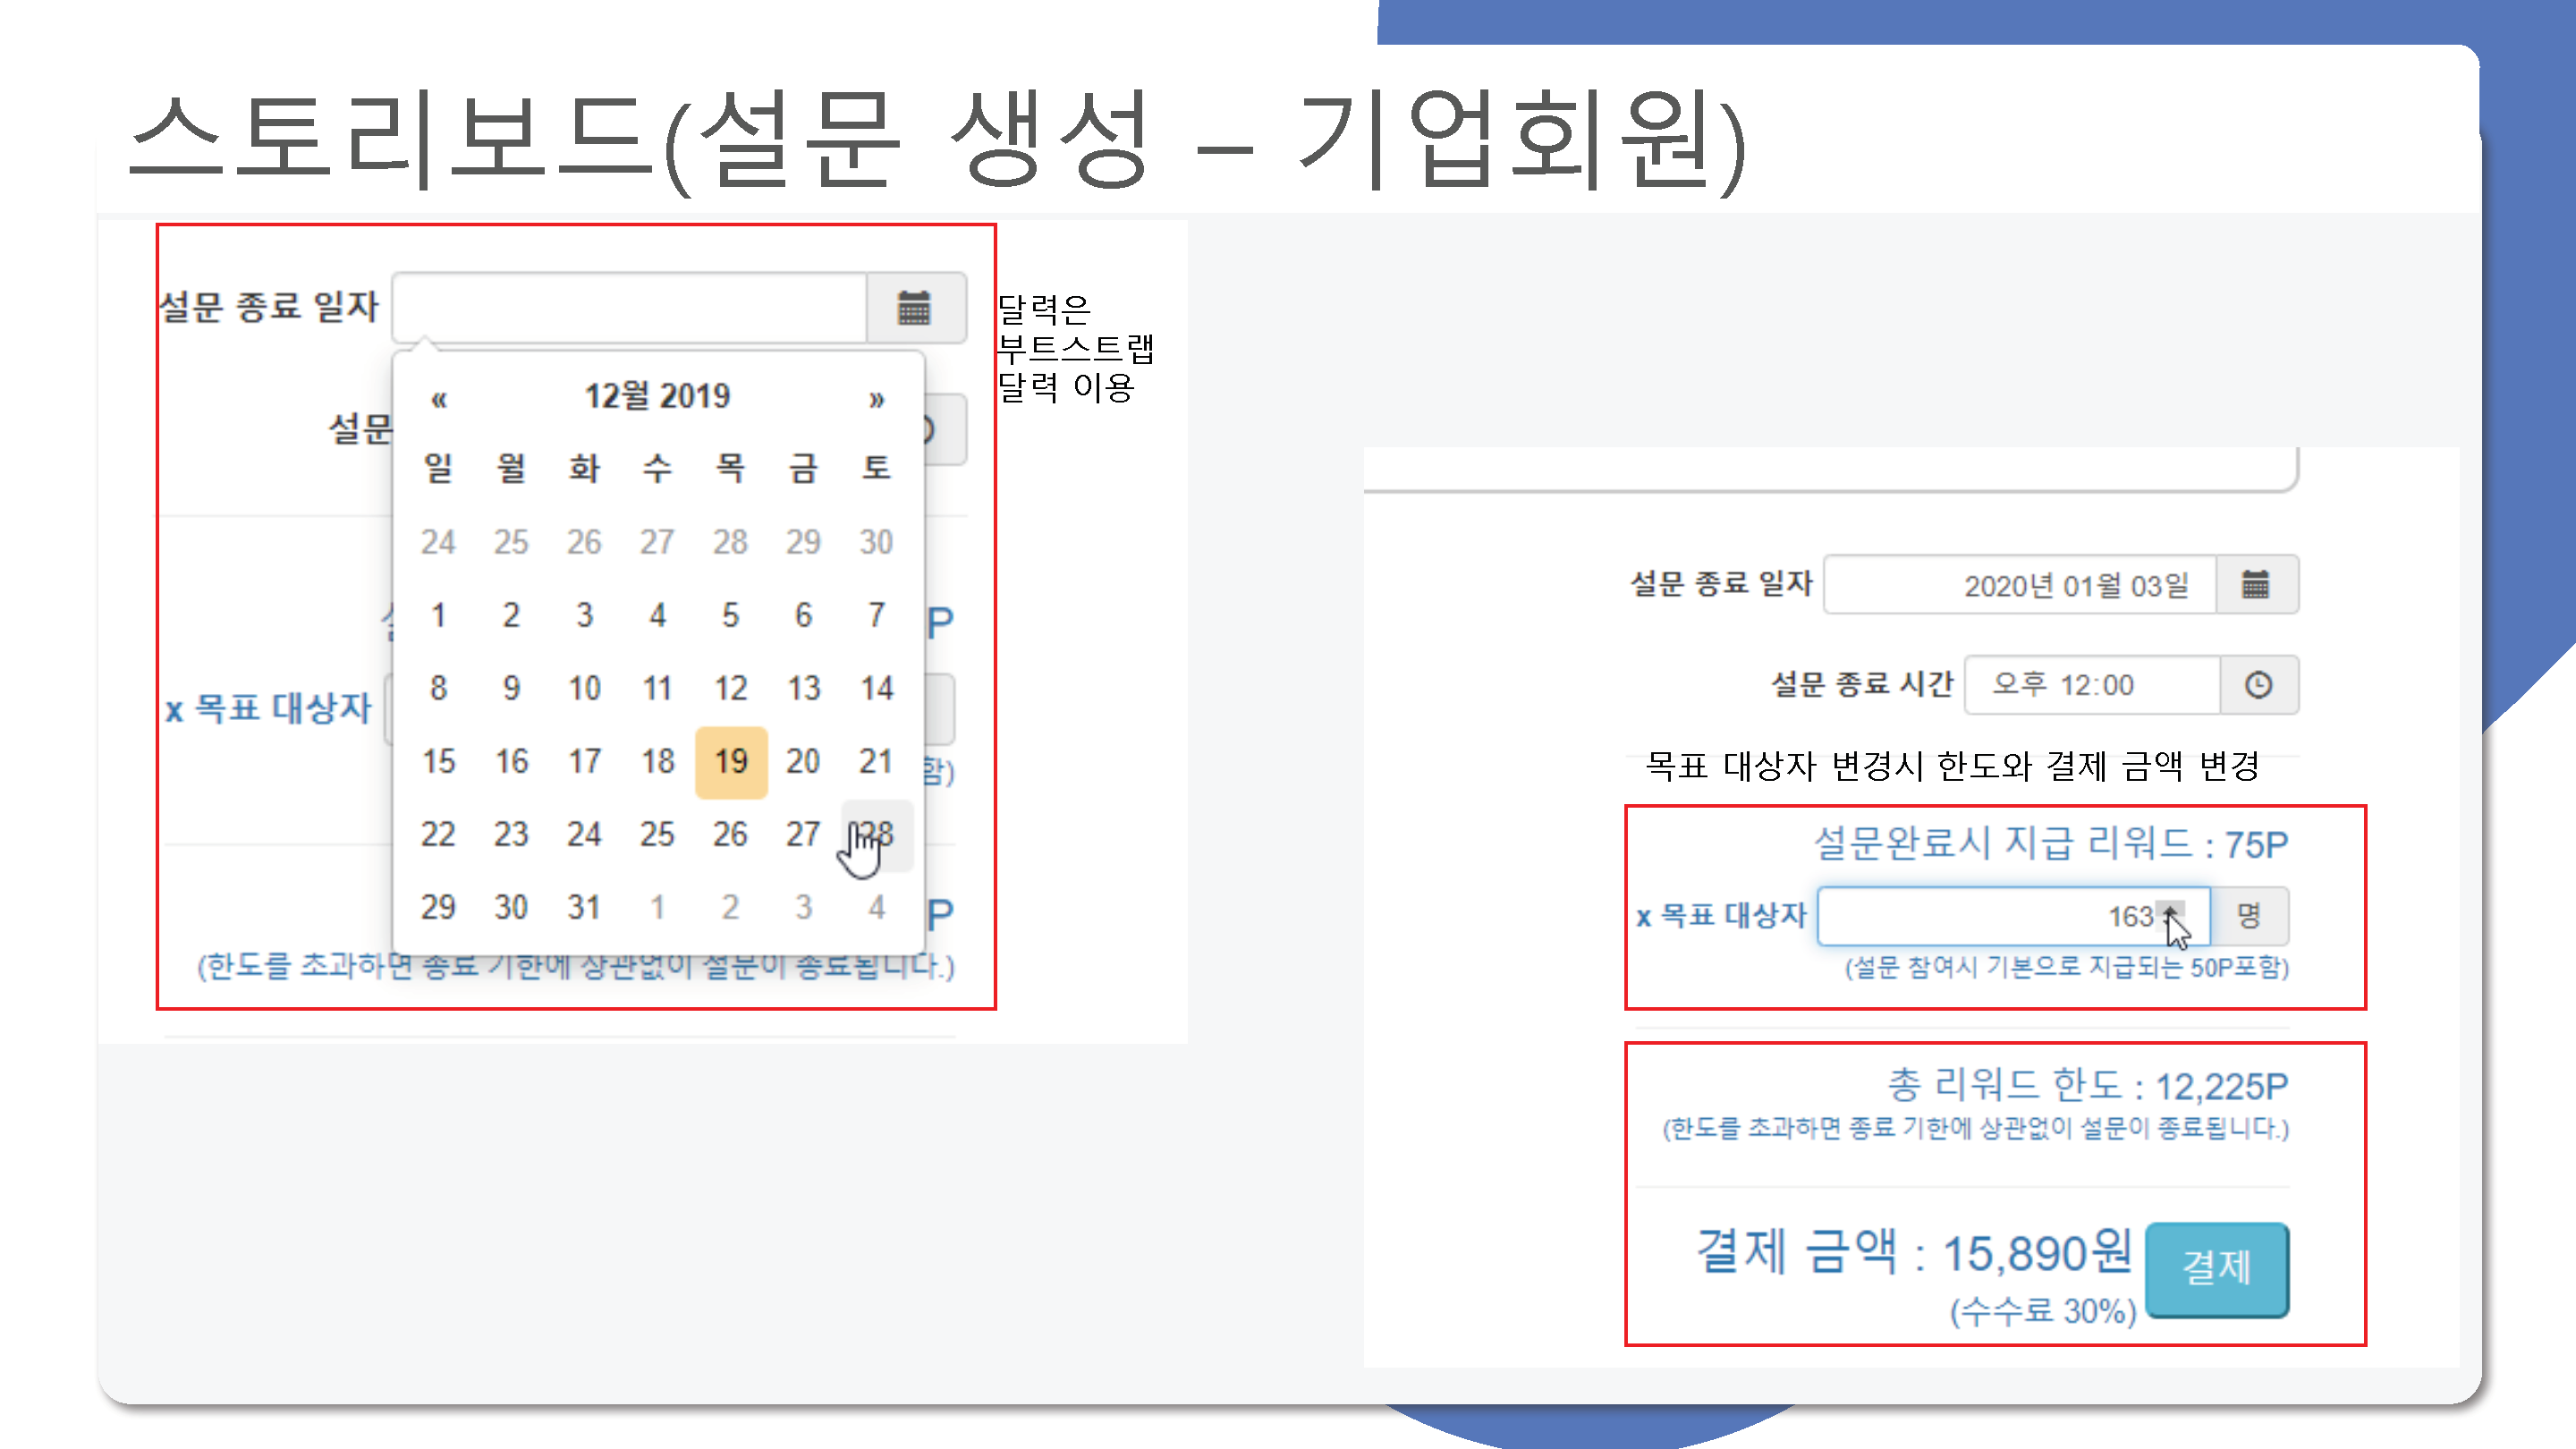 스토리보드(설문 생성 – 기업회원)
설문 종료 일자
달력은
부트스트랩
달력 이용
« 12월 2019 »
설문
일 월 화 수 목 금 토
24 25 26 27 28 29 30
1 2 3 4 5 6 7
P
8 9 10 11 12 13 14
x 목표 대상자
15 16 17 18 19 20 21
함)
22 23 24 25 26 27 28
29 30 31 1 2 3 4
P
(한도를 초과하면 종료 기한에 상관없이 설문이 종료됩니다.)
설문 종료 일자 2020년 01월 03일
설문 종료 시간 오후 12:00
목표 대상자 변경시 한도와 결제 금액 변경
설문완료시 지급 리워드 : 75P
x 목표 대상자 163 명
(설문 참여시 기본으로 지급되는 50P포함)
총 리워드 한도 : 12,225P
(한도를 초과하면 종료 기한에 상관없이 설문이 종료됩니다.)
결제 금액 : 15,890원 결제
(수수료 30%)